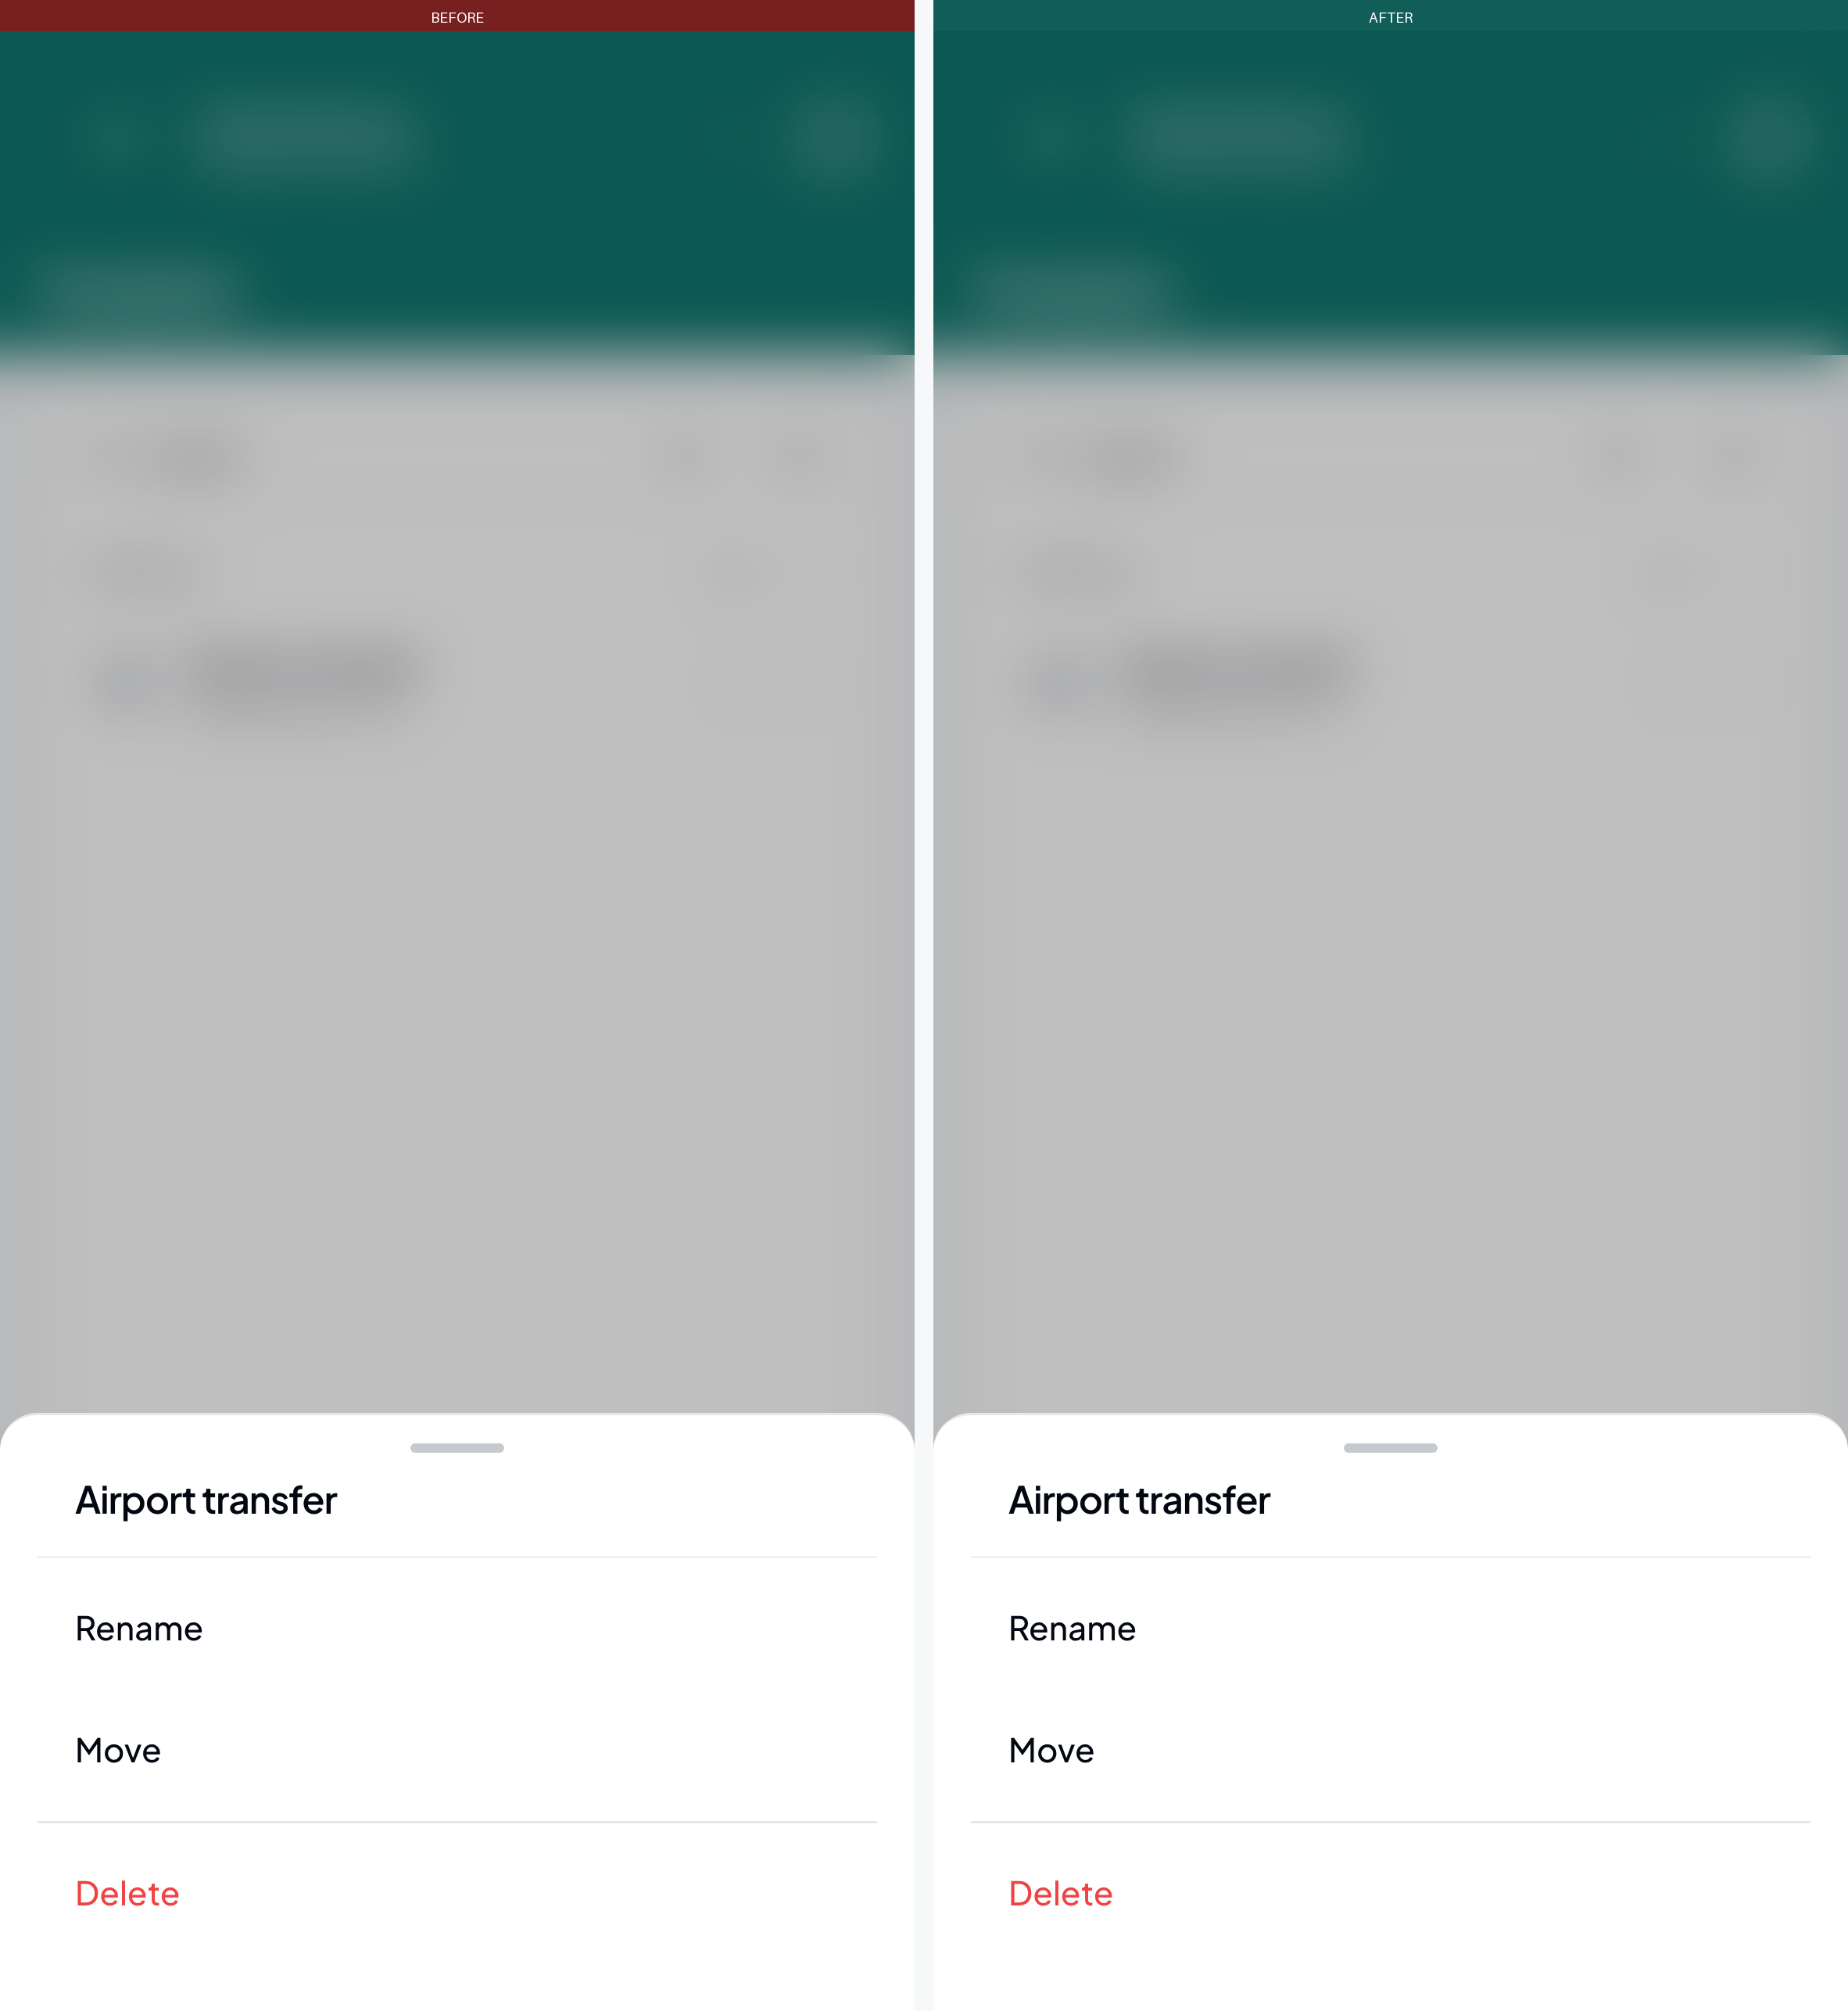 BEFORE
Airport transfer
Rename
Move
Delete
AFTER
Airport transfer
Rename
Move
Delete